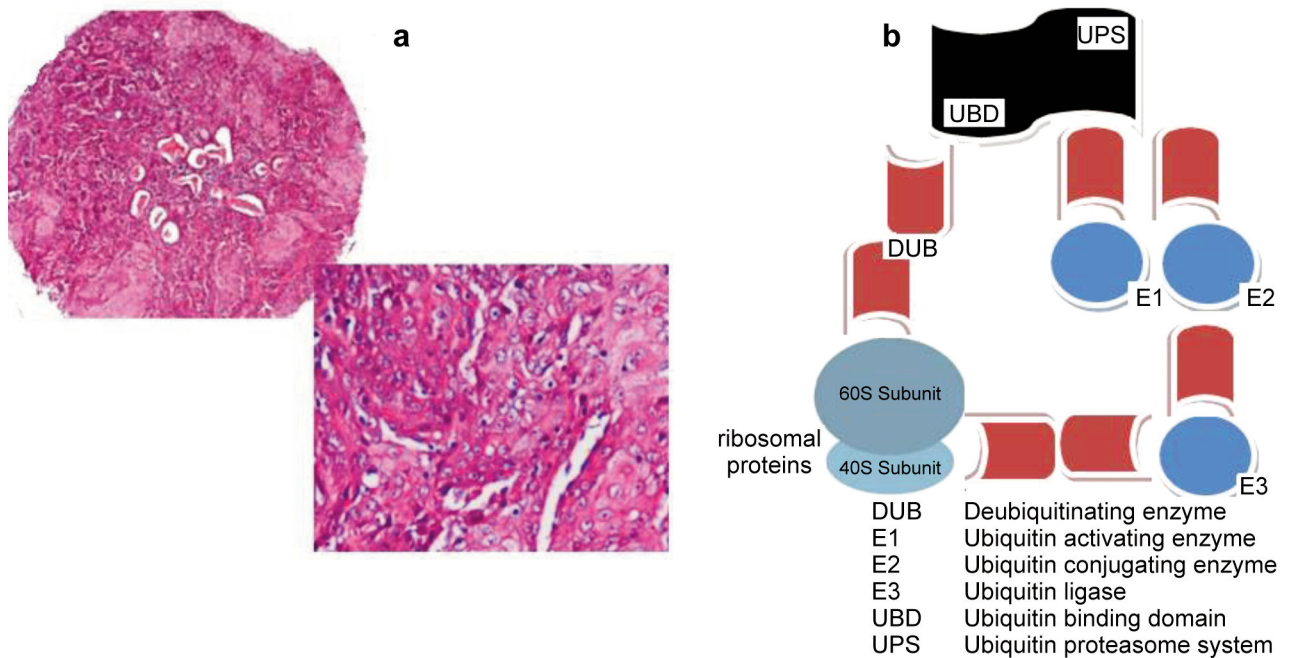 a
b
UPS
UBD
DUB
E1
E2
60S Subunit
ribosomal
proteins
40S Subunit
E3
DUB Deubiquitinating enzyme
E1 Ubiquitin activating enzyme
E2 Ubiquitin conjugating enzyme
E3 Ubiquitin ligase
UBD Ubiquitin binding domain
UPS Ubiquitin proteasome system